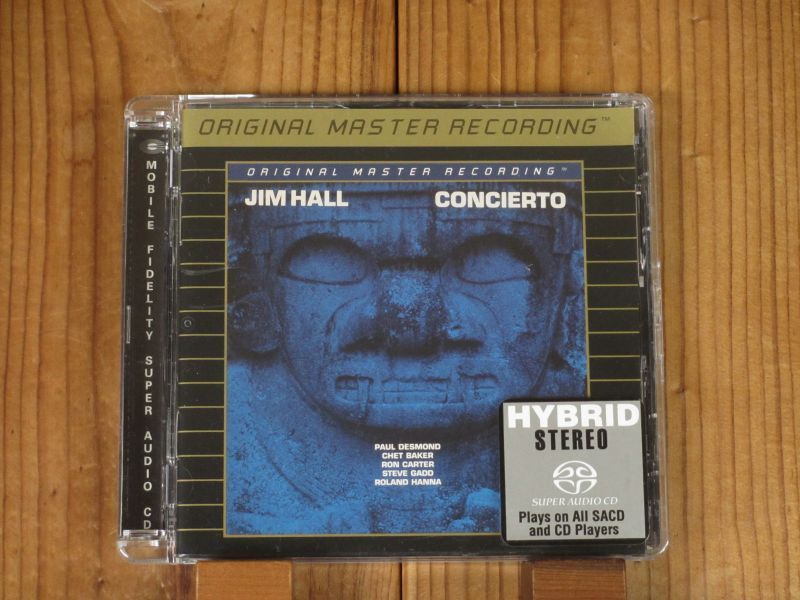 ORIGINAL MASTER RECORDING™
ORIGINAL MASTER RECORDING™
JIM HALL CONCIERTO
PAUL DESMOND
CHET BAKER
RON CARTER
STEVE GADD
ROLAND HANNA
HYBRID
STEREO
SUPER AUDIO CD
Plays on All SACD
and CD Players
MOBILE FIDELITY SUPER AUDIO CD